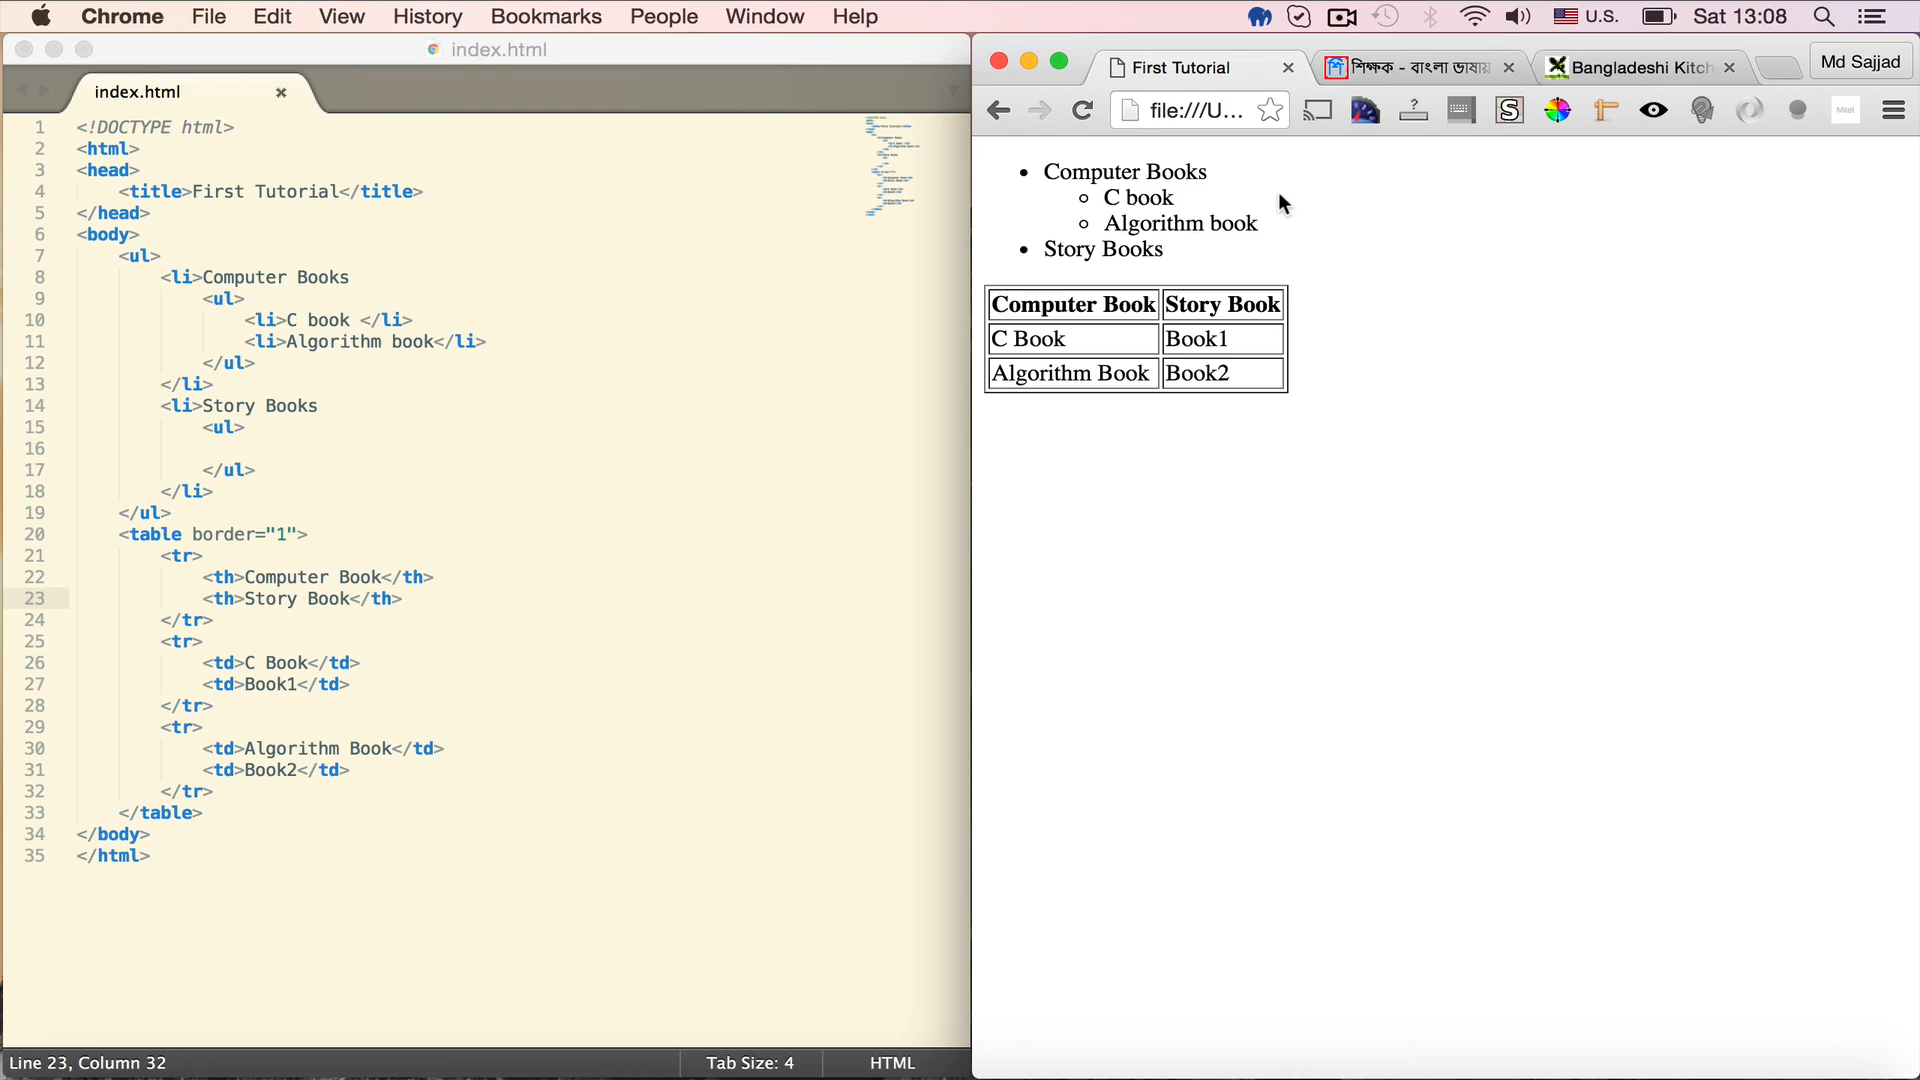 Chrome File Edit View History Bookmarks People Window Help U.S. Sat 13:08
index.html
index.html
1 <!DOCTYPE html>
2 <html>
3 <head>
4 <title>First Tutorial</title>
5 </head>
6 <body>
7 <ul>
8 <li>Computer Books
9 <ul>
10 <li>C book </li>
11 <li>Algorithm book</li>
12 </ul>
13 </li>
14 <li>Story Books
15 <ul>
16
17 </ul>
18 </li>
19 </ul>
20 <table border="1">
21 <tr>
22 <th>Computer Book</th>
23 <th>Story Book</th>
24 </tr>
25 <tr>
26 <td>C Book</td>
27 <td>Book1</td>
28 </tr>
29 <tr>
30 <td>Algorithm Book</td>
31 <td>Book2</td>
32 </tr>
33 </table>
34 </body>
35 </html>
Line 23, Column 32 Tab Size: 4 HTML
First Tutorial শিক্ষক - বাংলা ভাষায় Bangladeshi Kitch Md Sajjad
file:///U... Mitel
• Computer Books
○ C book
○ Algorithm book
• Story Books
Computer Book Story Book
C Book Book1
Algorithm Book Book2